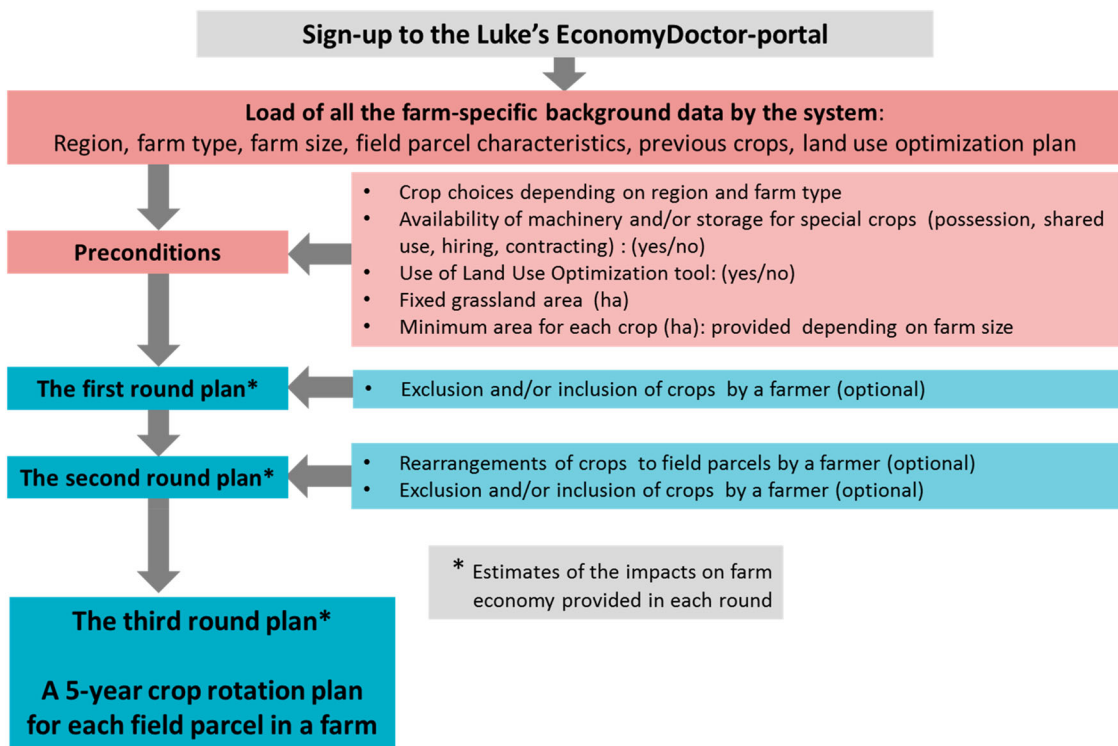 Sign-up to the Luke's EconomyDoctor-portal
Load of all the farm-specific background data by the system:
Region, farm type, farm size, field parcel characteristics, previous crops, land use optimization plan
Preconditions
• Crop choices depending on region and farm type
• Availability of machinery and/or storage for special crops (possession, shared
use, hiring, contracting) : (yes/no)
• Use of Land Use Optimization tool: (yes/no)
• Fixed grassland area (ha)
• Minimum area for each crop (ha): provided depending on farm size
The first round plan*
• Exclusion and/or inclusion of crops by a farmer (optional)
The second round plan*
• Rearrangements of crops to field parcels by a farmer (optional)
• Exclusion and/or inclusion of crops by a farmer (optional)
* Estimates of the impacts on farm
economy provided in each round
The third round plan*
A 5-year crop rotation plan
for each field parcel in a farm